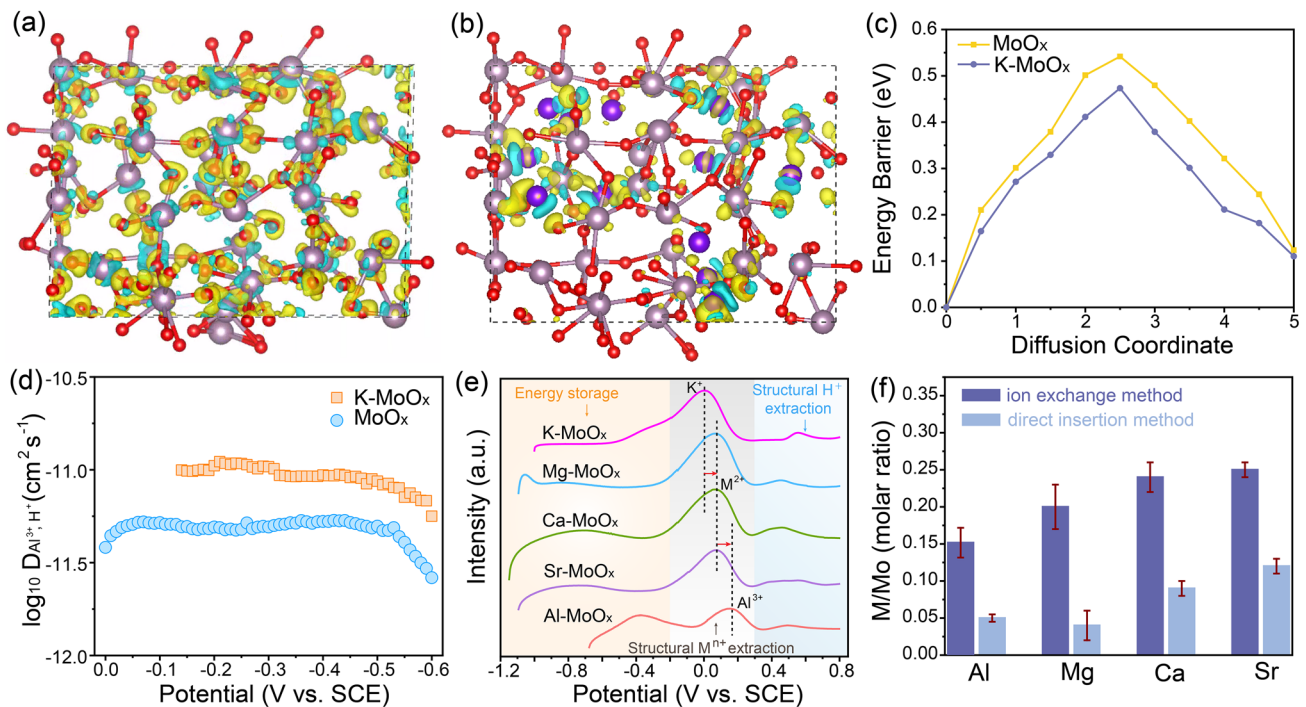 (a)
(b)
(c)
MoOₓ
K-MoOₓ
Energy Barrier (eV)
0.6
0.5
0.4
0.3
0.2
0.1
0.0
0 1 2 3 4 5
Diffusion Coordinate
(d)
K-MoOₓ
MoOₓ
log₁₀ D_Al³⁺, H⁺ (cm² s⁻¹)
-10.5
-11.0
-11.5
-12.0
0.0 -0.1 -0.2 -0.3 -0.4 -0.5 -0.6
Potential (V vs. SCE)
(e)
Intensity (a.u.)
Energy storage
K⁺
Structural H⁺
extraction
K-MoOₓ
Mg-MoOₓ
M²⁺
Ca-MoOₓ
Sr-MoOₓ
Al³⁺
Al-MoOₓ
Structural Mⁿ⁺ extraction
-1.2 -0.8 -0.4 0.0 0.4 0.8
Potential (V vs. SCE)
(f)
ion exchange method
direct insertion method
M/Mo (molar ratio)
0.40
0.35
0.30
0.25
0.20
0.15
0.10
0.05
0.00
Al Mg Ca Sr